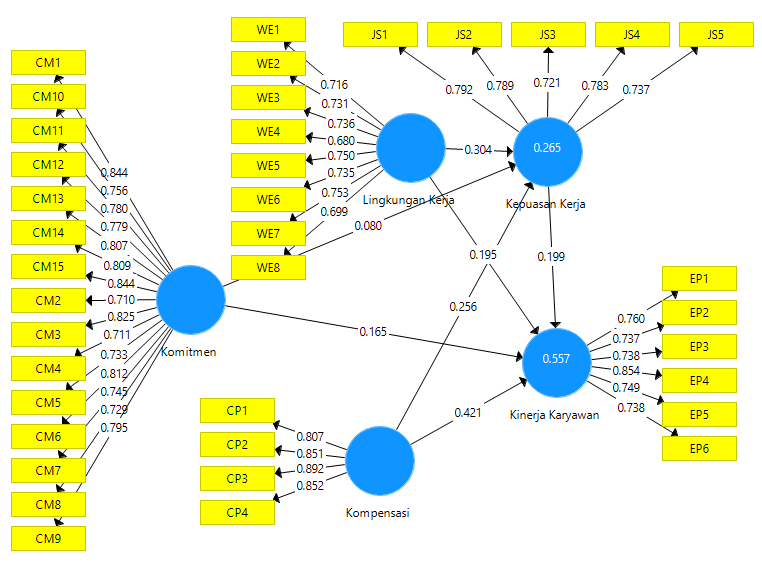 WE1
WE2
WE3
WE4
WE5
WE6
WE7
WE8
0.716
0.731
0.736
0.680
0.750
0.735
0.753
0.699
JS1
JS2
JS3
JS4
JS5
0.792
0.789
0.721
0.783
0.737
CM1
CM10
CM11
CM12
CM13
CM14
CM15
CM2
CM3
CM4
CM5
CM6
CM7
CM8
CM9
0.844
0.756
0.780
0.779
0.807
0.809
0.844
0.710
0.825
0.711
0.733
0.812
0.745
0.729
0.795
Lingkungan Kerja
0.304
0.265
Kepuasan Kerja
0.080
0.195
0.199
0.256
Komitmen
0.165
0.421
0.557
Kinerja Karyawan
EP1
EP2
EP3
EP4
EP5
EP6
0.760
0.737
0.738
0.854
0.749
0.738
CP1
CP2
CP3
CP4
0.807
0.851
0.892
0.852
Kompensasi